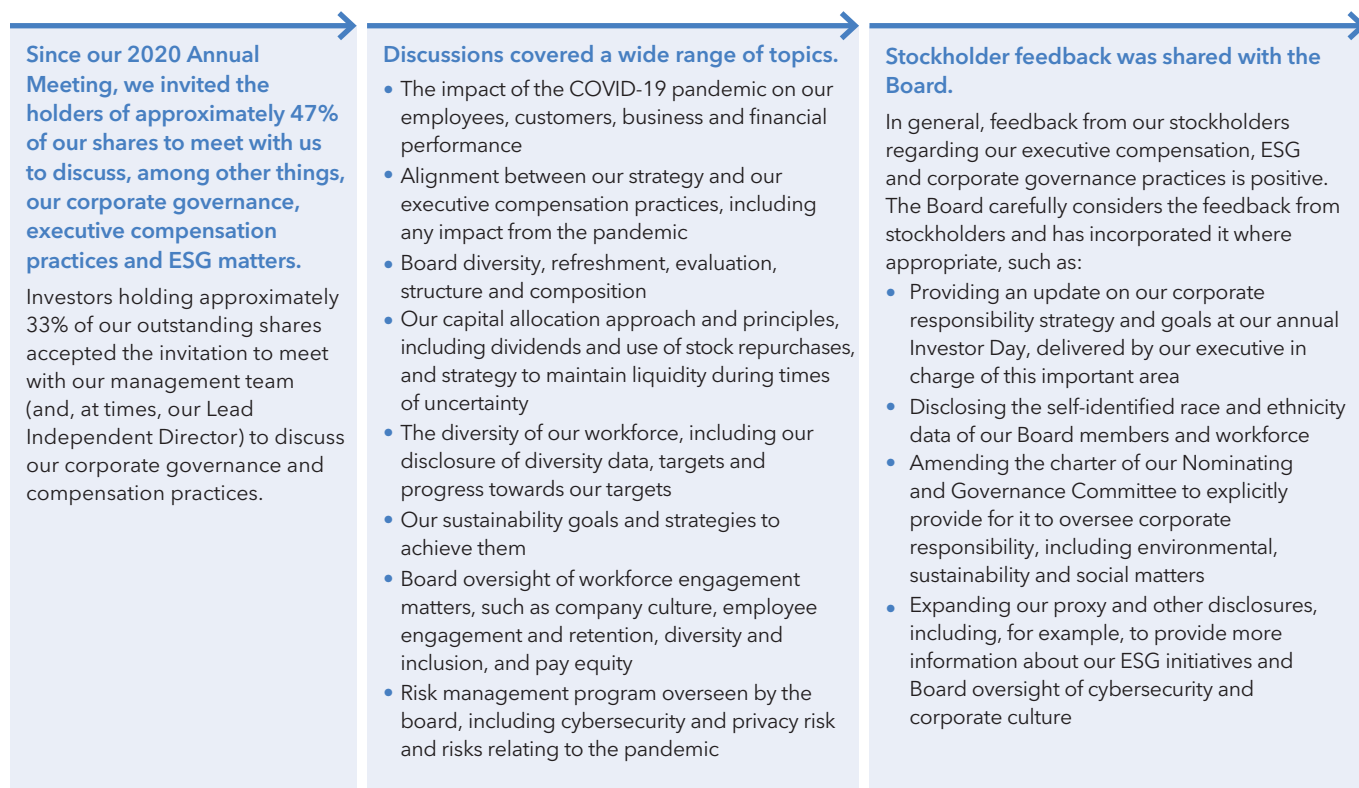 Since our 2020 Annual
Meeting, we invited the
holders of approximately 47%
of our shares to meet with us
to discuss, among other things,
our corporate governance,
executive compensation
practices and ESG matters.
Investors holding approximately
33% of our outstanding shares
accepted the invitation to meet
with our management team
(and, at times, our Lead
Independent Director) to discuss
our corporate governance and
compensation practices.
Discussions covered a wide range of topics.
• The impact of the COVID-19 pandemic on our
employees, customers, business and financial
performance
• Alignment between our strategy and our
executive compensation practices, including
any impact from the pandemic
• Board diversity, refreshment, evaluation,
structure and composition
• Our capital allocation approach and principles,
including dividends and use of stock repurchases,
and strategy to maintain liquidity during times
of uncertainty
• The diversity of our workforce, including our
disclosure of diversity data, targets and
progress towards our targets
• Our sustainability goals and strategies to
achieve them
• Board oversight of workforce engagement
matters, such as company culture, employee
engagement and retention, diversity and
inclusion, and pay equity
• Risk management program overseen by the
board, including cybersecurity and privacy risk
and risks relating to the pandemic
Stockholder feedback was shared with the
Board.
In general, feedback from our stockholders
regarding our executive compensation, ESG
and corporate governance practices is positive.
The Board carefully considers the feedback from
stockholders and has incorporated it where
appropriate, such as:
• Providing an update on our corporate
responsibility strategy and goals at our annual
Investor Day, delivered by our executive in
charge of this important area
• Disclosing the self-identified race and ethnicity
data of our Board members and workforce
• Amending the charter of our Nominating
and Governance Committee to explicitly
provide for it to oversee corporate
responsibility, including environmental,
sustainability and social matters
• Expanding our proxy and other disclosures,
including, for example, to provide more
information about our ESG initiatives and
Board oversight of cybersecurity and
corporate culture